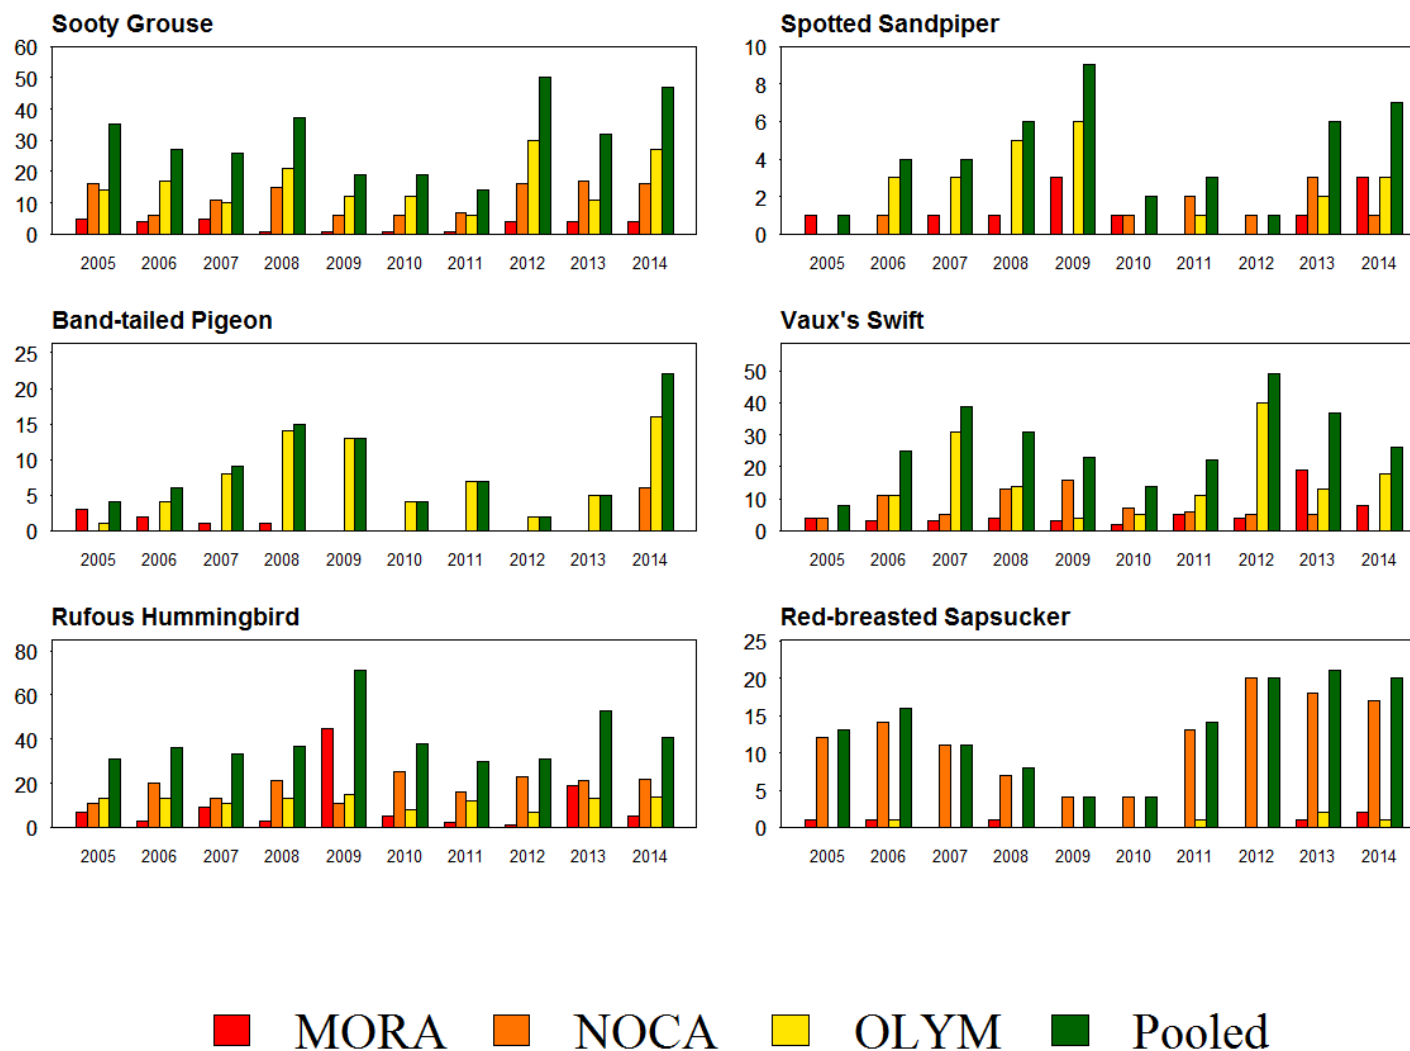 Sooty Grouse
60
50
40
30
20
10
0
2005 2006 2007 2008 2009 2010 2011 2012 2013 2014
Spotted Sandpiper
10
8
6
4
2
0
2005 2006 2007 2008 2009 2010 2011 2012 2013 2014
Band-tailed Pigeon
25
20
15
10
5
0
2005 2006 2007 2008 2009 2010 2011 2012 2013 2014
Vaux's Swift
50
40
30
20
10
0
2005 2006 2007 2008 2009 2010 2011 2012 2013 2014
Rufous Hummingbird
80
60
40
20
0
2005 2006 2007 2008 2009 2010 2011 2012 2013 2014
Red-breasted Sapsucker
25
20
15
10
5
0
2005 2006 2007 2008 2009 2010 2011 2012 2013 2014
MORA NOCA OLYM Pooled